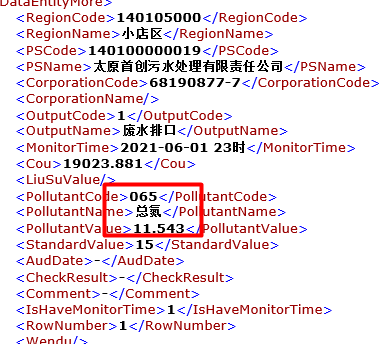 DataEntityMore>
<RegionCode>140105000</RegionCode>
<RegionName>小店区</RegionName>
<PSCode>140100000019</PSCode>
<PSName>太原首创污水处理有限责任公司</PSName>
<CorporationCode>68190877-7</CorporationCode>
<CorporationName/>
<OutputCode>1</OutputCode>
<OutputName>废水排口</OutputName>
<MonitorTime>2021-06-01 23时</MonitorTime>
<Cou>19023.881</Cou>
<LiuSuValue/>
<PollutantCode>065</PollutantCode>
<PollutantName>总氮</PollutantName>
<PollutantValue>11.543</PollutantValue>
<StandardValue>15</StandardValue>
<AudDate>-</AudDate>
<CheckResult>-</CheckResult>
<Comment>-</Comment>
<IsHaveMonitorTime>1</IsHaveMonitorTime>
<RowNumber>1</RowNumber>
<Wendu/>